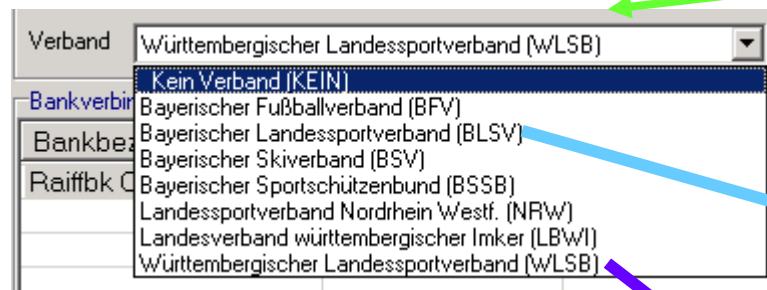 Verband Württembergischer Landessportverband (WLSB)
Kein Verband (KEIN)
Bayerischer Fußballverband (BFV)
Bayerischer Landessportverband (BLSV)
Bayerischer Skiverband (BSV)
Bayerischer Sportschützenbund (BSSB)
Landessportverband Nordrhein Westf. (NRW)
Landesverband württembergischer Imker (LBWI)
Württembergischer Landessportverband (WLSB)
Bankverbin
Bankbez
Raiffbk